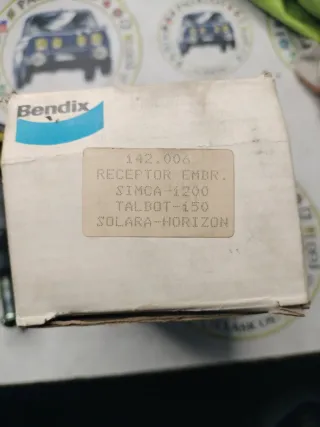 Bendix
142.006
RECEPTOR EMBR.
SIMCA-1200
TALBOT-150
SOLARA-HORIZON